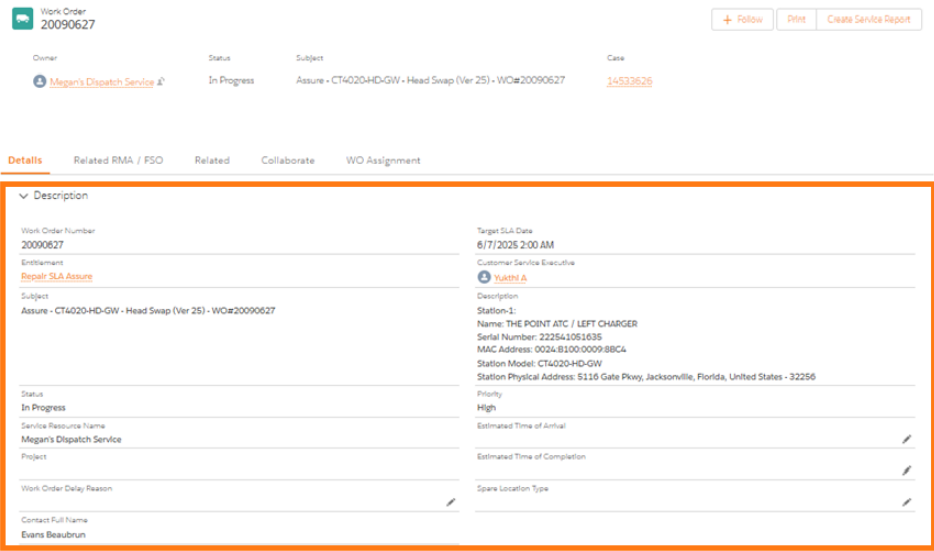 Work Order
20090627
+ Follow
Print
Create Service Report
Owner
Status
Subject
Case
Megan's Dispatch Service
In Progress
Assure - CT4020-HD-GW - Head Swap (Ver 25) - WO#20090627
14533626
Details
Related RMA / FSO
Related
Collaborate
WO Assignment
Description
Work Order Number
20090627
Target SLA Date
6/7/2025 2:00 AM
Entitlement
Repair SLA Assure
Customer Service Executive
Yukthi A
Subject
Assure - CT4020-HD-GW - Head Swap (Ver 25) - WO#20090627
Description
Station-1:
Name: THE POINT ATC / LEFT CHARGER
Serial Number: 222541051635
MAC Address: 0024:B100:0009:8BC4
Station Model: CT4020-HD-GW
Station Physical Address: 5116 Gate Pkwy, Jacksonville, Florida, United States - 32256
Status
In Progress
Priority
High
Service Resource Name
Megan's Dispatch Service
Estimated Time of Arrival
Project
Estimated Time of Completion
Work Order Delay Reason
Spare Location Type
Contact Full Name
Evans Beaubrun